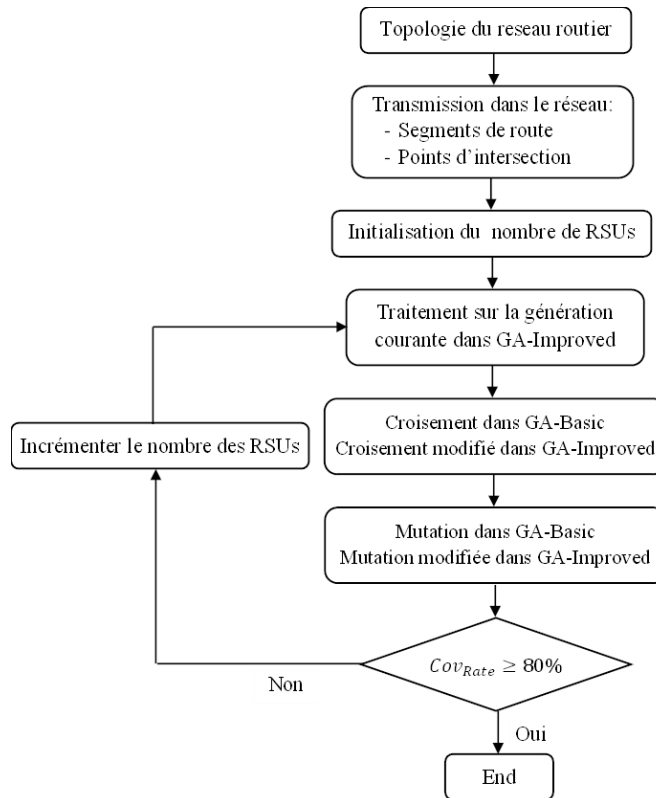 Topologie du reseau routier
Transmission dans le réseau:
- Segments de route
- Points d'intersection
Initialisation du nombre de RSUs
Traitement sur la génération
courante dans GA-Improved
Croisement dans GA-Basic
Croisement modifié dans GA-Improved
Incrémenter le nombre des RSUs
Mutation dans GA-Basic
Mutation modifiée dans GA-Improved
Cov_Rate ≥ 80%
Non
Oui
End